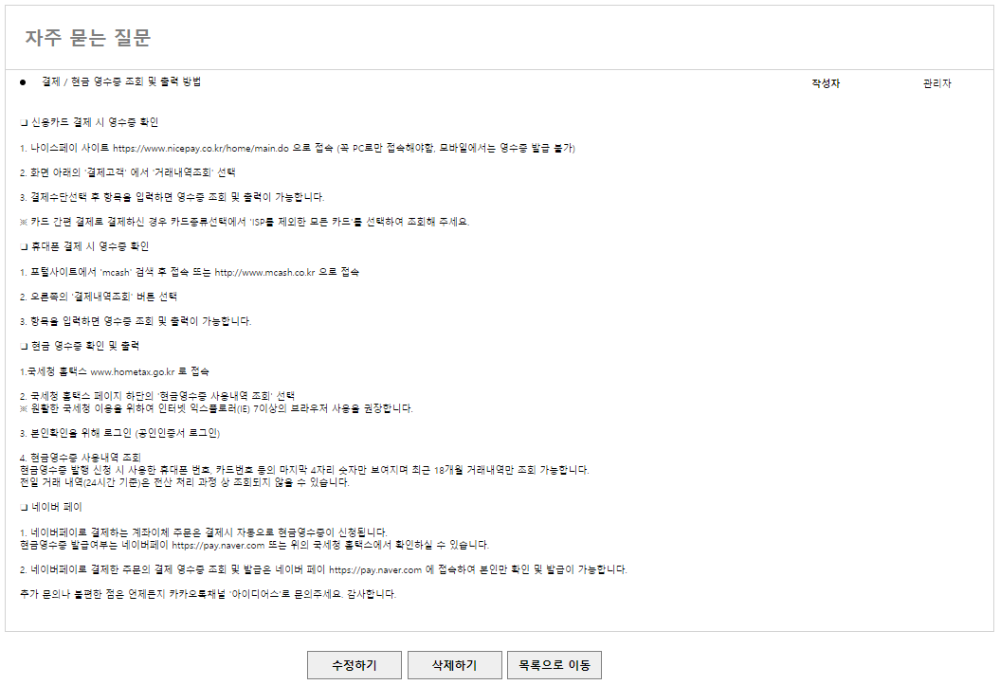 자주 묻는 질문
● 결제 / 현금 영수증 조회 및 출력 방법 작성자 관리자
❏ 신용카드 결제 시 영수증 확인
1. 나이스페이 사이트 https://www.nicepay.co.kr/home/main.do 으로 접속 (꼭 PC로만 접속해야함, 모바일에서는 영수증 발급 불가)
2. 화면 아래의 '결제고객' 에서 '거래내역조회' 선택
3. 결제수단선택 후 항목을 입력하면 영수증 조회 및 출력이 가능합니다.
※ 카드 간편 결제로 결제하신 경우 카드종류선택에서 'ISP를 제외한 모든 카드'를 선택하여 조회해 주세요.
❏ 휴대폰 결제 시 영수증 확인
1. 포털사이트에서 'mcash' 검색 후 접속 또는 http://www.mcash.co.kr 으로 접속
2. 오른쪽의 '결제내역조회' 버튼 선택
3. 항목을 입력하면 영수증 조회 및 출력이 가능합니다.
❏ 현금 영수증 확인 및 출력
1.국세청 홈택스 www.hometax.go.kr 로 접속
2. 국세청 홈택스 페이지 하단의 '현금영수증 사용내역 조회' 선택
※ 원활한 국세청 이용을 위하여 인터넷 익스플로러(IE) 7이상의 브라우저 사용을 권장합니다.
3. 본인확인을 위해 로그인 (공인인증서 로그인)
4. 현금영수증 사용내역 조회
현금영수증 발행 신청 시 사용한 휴대폰 번호, 카드번호 등의 마지막 4자리 숫자만 보여지며 최근 18개월 거래내역만 조회 가능합니다.
전일 거래 내역(24시간 기준)은 전산 처리 과정 상 조회되지 않을 수 있습니다.
❏ 네이버 페이
1. 네이버페이로 결제하는 계좌이체 주문은 결제시 자동으로 현금영수증이 신청됩니다.
현금영수증 발급여부는 네이버페이 https://pay.naver.com 또는 위의 국세청 홈택스에서 확인하실 수 있습니다.
2. 네이버페이로 결제한 주문의 결제 영수증 조회 및 발급은 네이버 페이 https://pay.naver.com 에 접속하여 본인만 확인 및 발급이 가능합니다.
추가 문의나 불편한 점은 언제든지 카카오톡채널 '아이디어스'로 문의주세요. 감사합니다.
수정하기 삭제하기 목록으로 이동